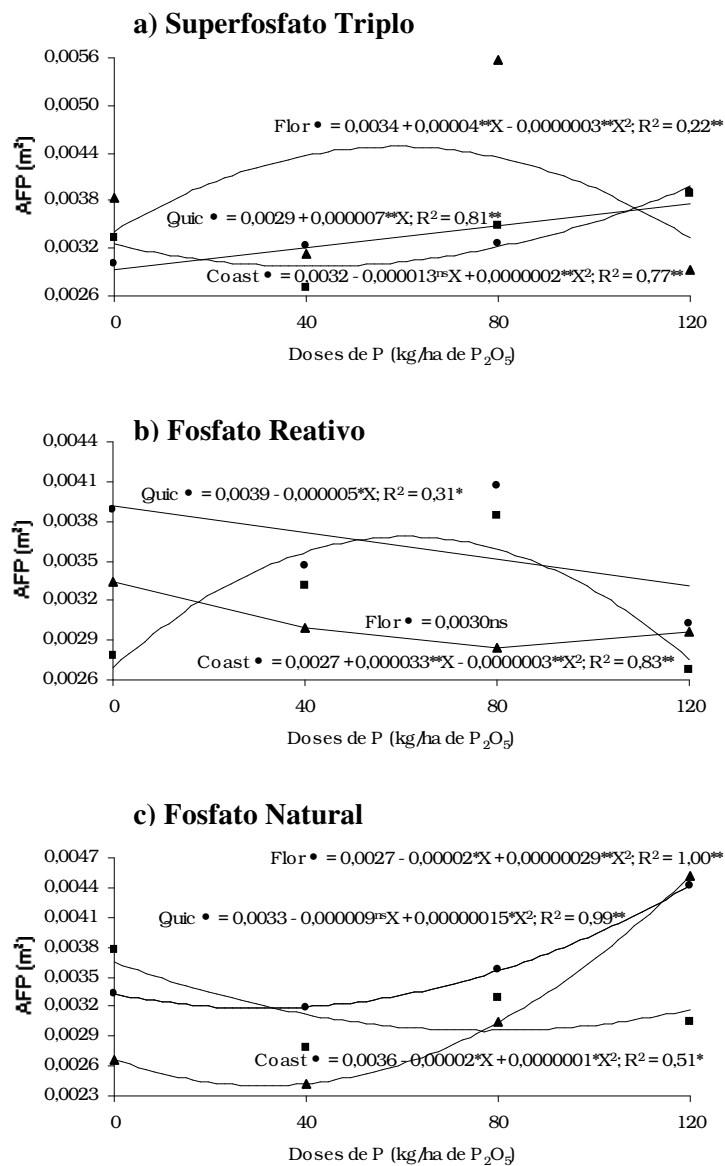 a) Superfosfato Triplo
0,0056
0,0050
0,0044
0,0038
0,0032
0,0026
AFP (m²)
Flor • = 0,0034 + 0,00004**X - 0,0000003**X²; R² = 0,22**
Quic • = 0,0029 + 0,000007**X; R² = 0,81**
Coast • = 0,0032 - 0,000013nsX + 0,0000002**X²; R² = 0,77**
0 40 80 120
Doses de P (kg/ha de P₂O₅)
b) Fosfato Reativo
0,0044
0,0041
0,0038
0,0035
0,0032
0,0029
0,0026
AFP (m²)
Quic • = 0,0039 - 0,000005*X; R² = 0,31*
Flor • = 0,0030ns
Coast • = 0,0027 + 0,000033**X - 0,0000003**X²; R² = 0,83**
0 40 80 120
Doses de P (kg/ha de P₂O₅)
c) Fosfato Natural
0,0047
0,0044
0,0041
0,0038
0,0035
0,0032
0,0029
0,0026
0,0023
AFP (m²)
Flor • = 0,0027 - 0,00002*X + 0,00000029**X²; R² = 1,00**
Quic • = 0,0033 - 0,000009nsX + 0,00000015*X²; R² = 0,99**
Coast • = 0,0036 - 0,00002*X + 0,0000001*X²; R² = 0,51*
0 40 80 120
Doses de P (kg/ha de P₂O₅)